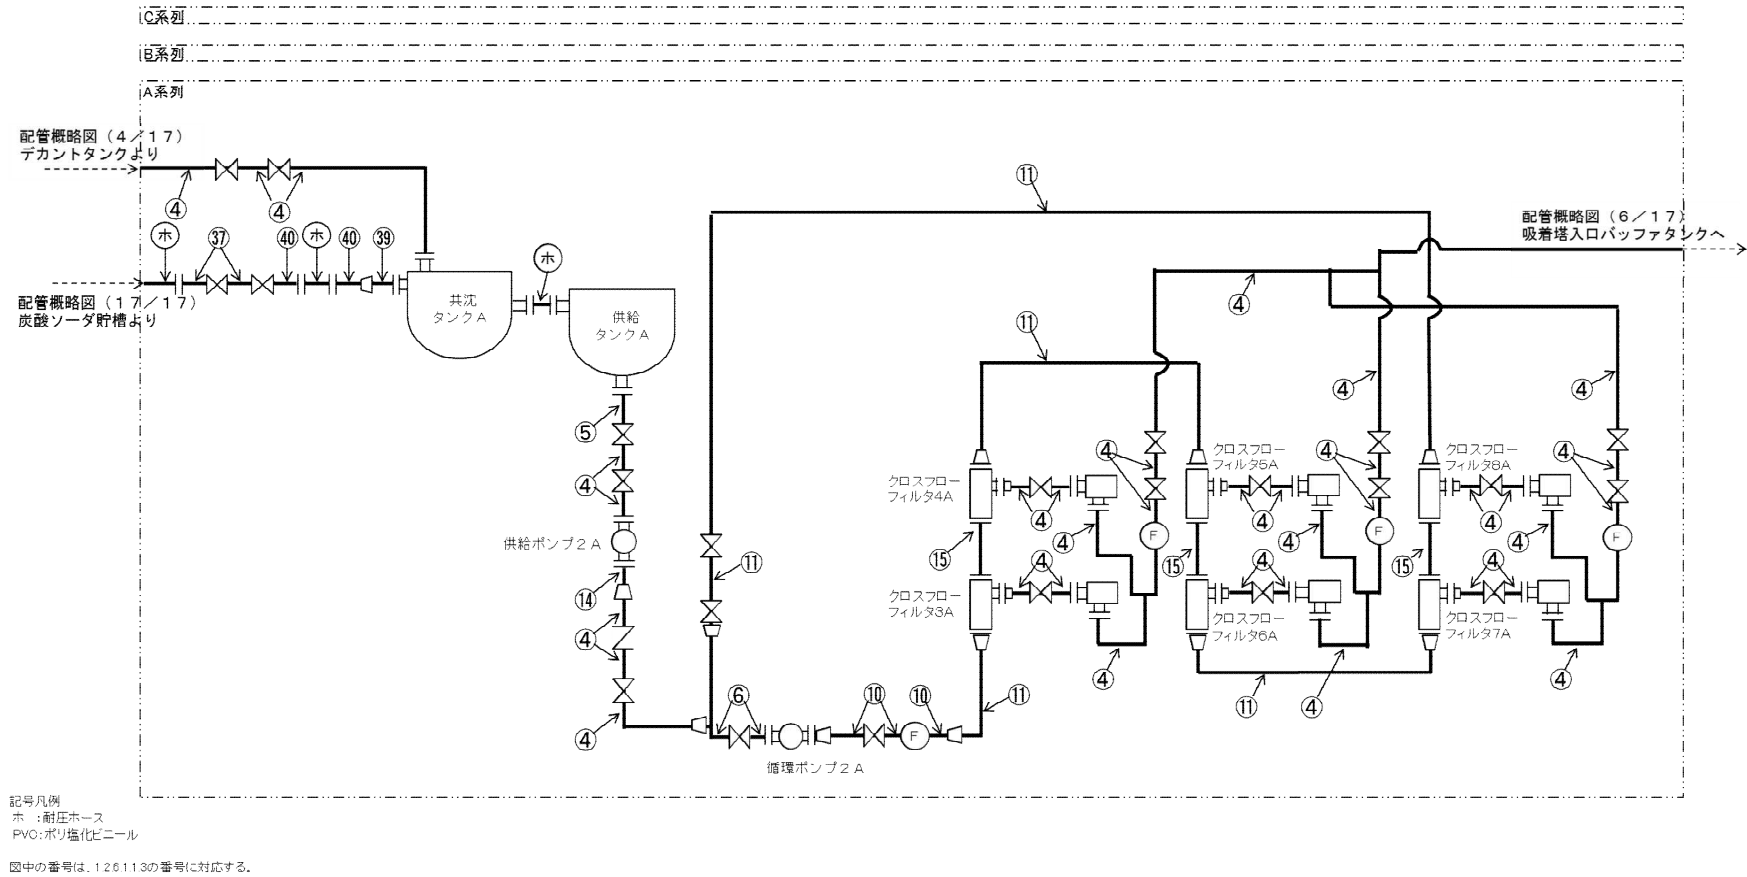 C系列
B系列
A系列
配管概略図（４／１７）
デカントタンクより
④
④
ホ
㊲
㊵
ホ
㊵
㊴
配管概略図（１７／１７）
炭酸ソーダ貯槽より
共沈
タンクA
ホ
供給
タンクA
⑤
④
供給ポンプ２A
⑭
④
④
⑪
⑪
⑥
循環ポンプ２A
⑩
F
⑩
⑪
⑪
クロスフロー
フィルタ4A
④
④
⑮
クロスフロー
フィルタ3A
④
④
④
F
④
④
クロスフロー
フィルタ5A
④
④
⑮
④
クロスフロー
フィルタ6A
④
④
F
⑪
④
クロスフロー
フィルタ8A
④
④
⑮
④
クロスフロー
フィルタ7A
④
④
F
④
配管概略図（６／１７）
吸着塔入口バッファタンクへ
記号凡例
ホ ：耐圧ホース
PVC：ポリ塩化ビニール
図中の番号は、1.2.6.1.1.3の番号に対応する。